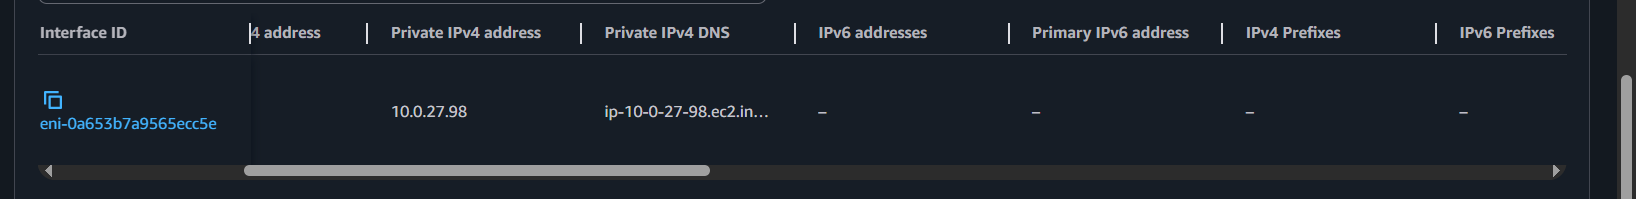 Interface ID 4 address Private IPv4 address Private IPv4 DNS IPv6 addresses Primary IPv6 address IPv4 Prefixes IPv6 Prefixes
eni-0a653b7a9565ecc5e 10.0.27.98 ip-10-0-27-98.ec2.in... – – – –